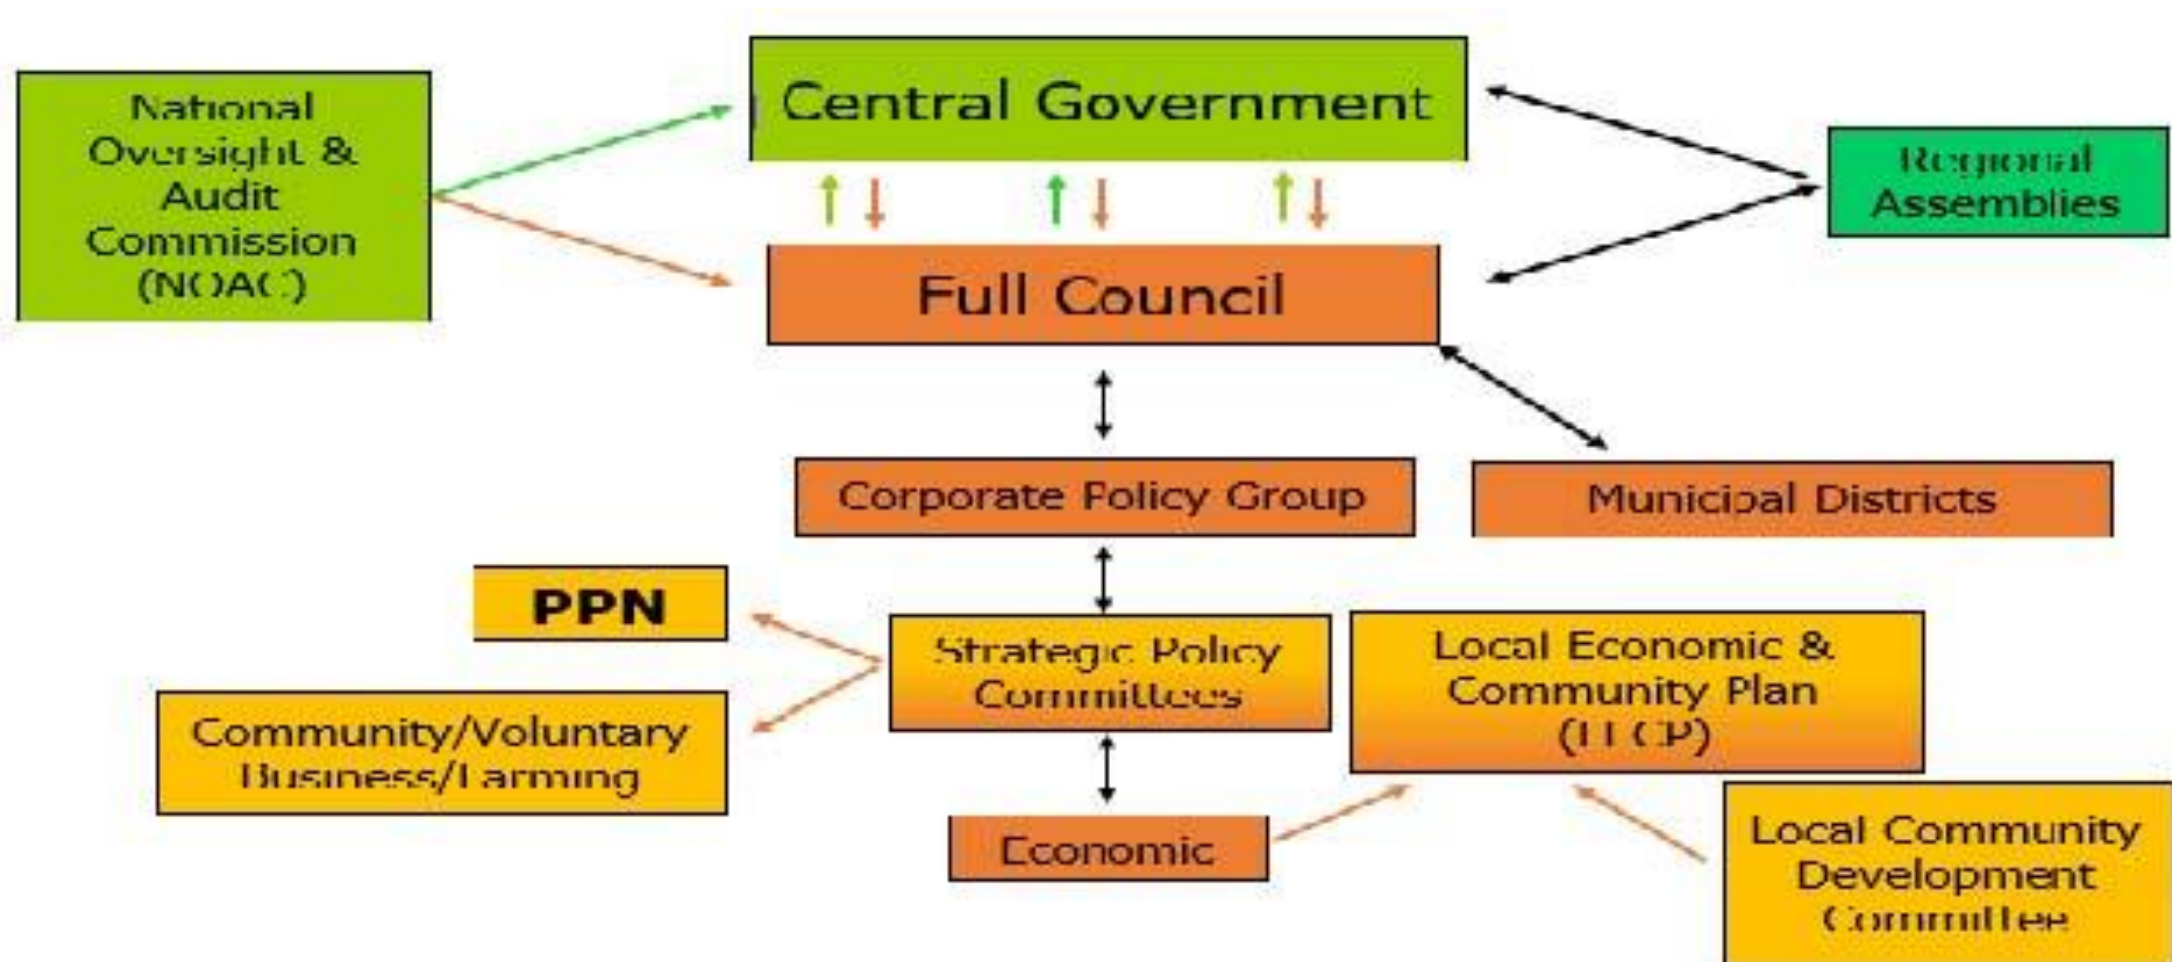 National
Oversight &
Audit
Commission
(NOAC)
Central Government
Regional
Assemblies
Full Council
Corporate Policy Group
Municipal Districts
PPN
Strategic Policy
Committees
Local Economic &
Community Plan
(LECP)
Community/Voluntary
Business/Farming
Economic
Local Community
Development
Committee